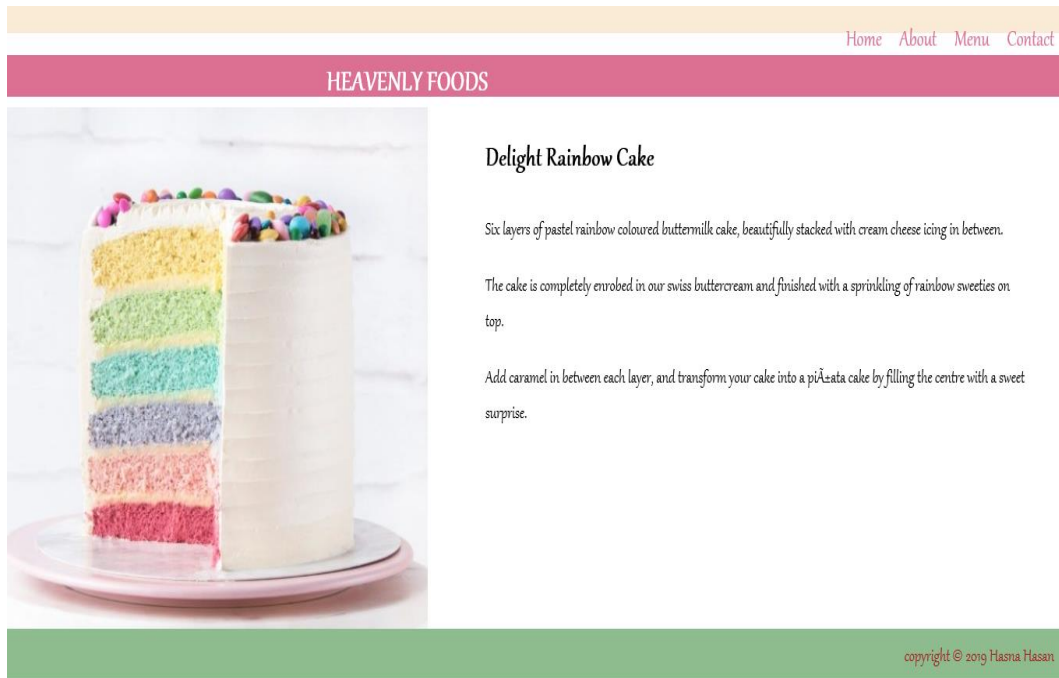 Home About Menu Contact
HEAVENLY FOODS
Delight Rainbow Cake
Six layers of pastel rainbow coloured buttermilk cake, beautifully stacked with cream cheese icing in between.
The cake is completely enrobed in our swiss buttercream and finished with a sprinkling of rainbow sweeties on
top.
Add caramel in between each layer, and transform your cake into a piÃ±ata cake by filling the centre with a sweet
surprise.
copyright © 2019 Hasna Hasan